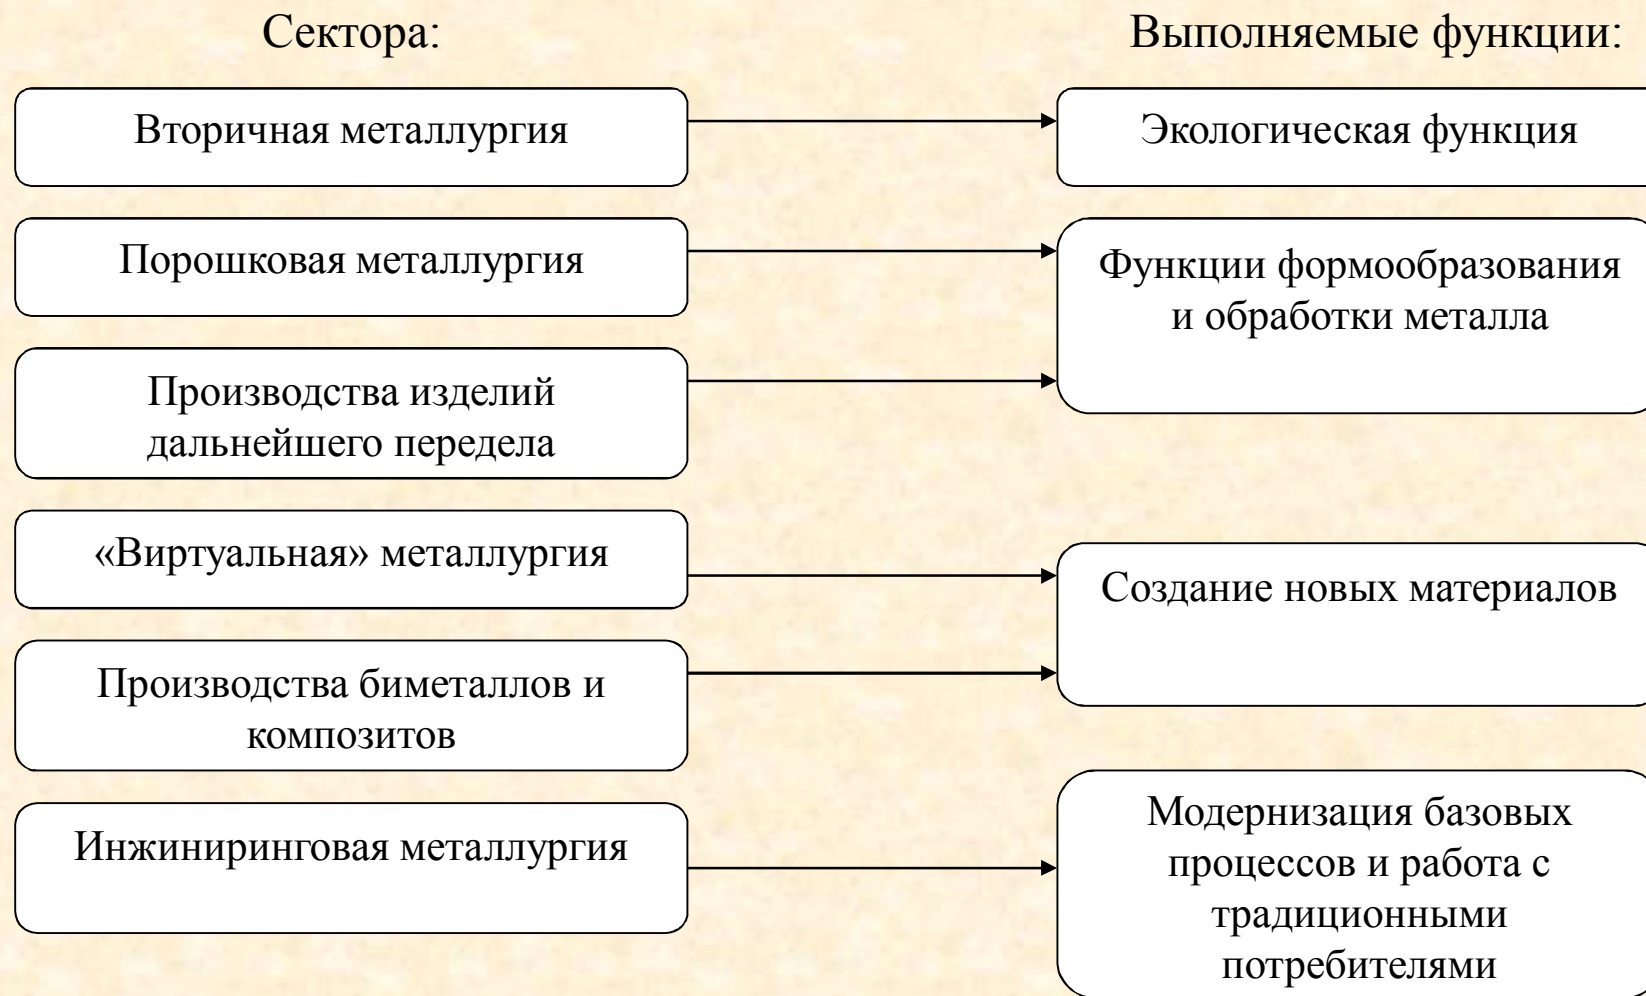 Сектора:
Выполняемые функции:
Вторичная металлургия
Экологическая функция
Порошковая металлургия
Функции формообразования
и обработки металла
Производства изделий
дальнейшего передела
«Виртуальная» металлургия
Создание новых материалов
Производства биметаллов и
композитов
Инжиниринговая металлургия
Модернизация базовых
процессов и работа с
традиционными
потребителями